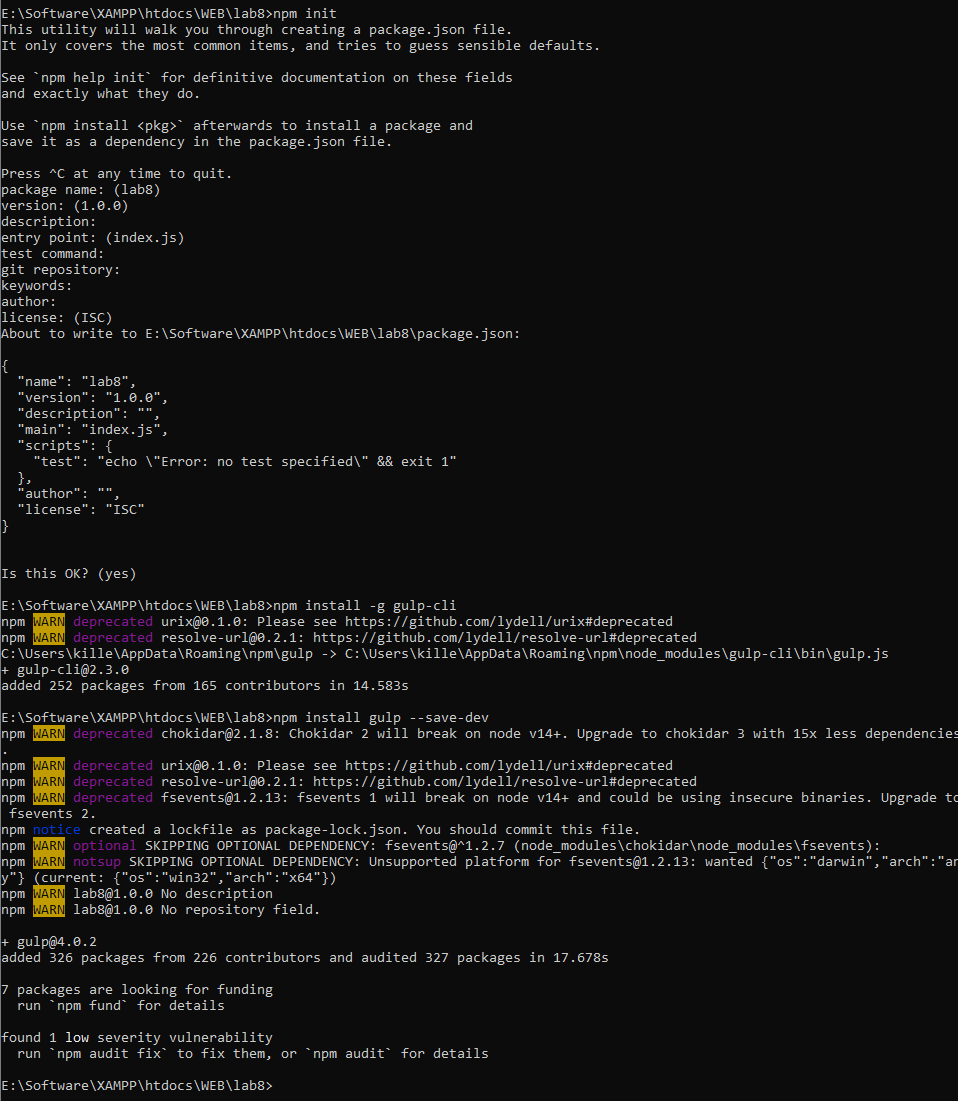 E:\Software\XAMPP\htdocs\WEB\lab8>npm init
This utility will walk you through creating a package.json file.
It only covers the most common items, and tries to guess sensible defaults.

See `npm help init` for definitive documentation on these fields
and exactly what they do.

Use `npm install <pkg>` afterwards to install a package and
save it as a dependency in the package.json file.

Press ^C at any time to quit.
package name: (lab8)
version: (1.0.0)
description:
entry point: (index.js)
test command:
git repository:
keywords:
author:
license: (ISC)
About to write to E:\Software\XAMPP\htdocs\WEB\lab8\package.json:

{
  "name": "lab8",
  "version": "1.0.0",
  "description": "",
  "main": "index.js",
  "scripts": {
    "test": "echo \"Error: no test specified\" && exit 1"
  },
  "author": "",
  "license": "ISC"
}


Is this OK? (yes)

E:\Software\XAMPP\htdocs\WEB\lab8>npm install -g gulp-cli
npm WARN deprecated urix@0.1.0: Please see https://github.com/lydell/urix#deprecated
npm WARN deprecated resolve-url@0.2.1: https://github.com/lydell/resolve-url#deprecated
C:\Users\kille\AppData\Roaming\npm\gulp -> C:\Users\kille\AppData\Roaming\npm\node_modules\gulp-cli\bin\gulp.js
+ gulp-cli@2.3.0
added 252 packages from 165 contributors in 14.583s

E:\Software\XAMPP\htdocs\WEB\lab8>npm install gulp --save-dev
npm WARN deprecated chokidar@2.1.8: Chokidar 2 will break on node v14+. Upgrade to chokidar 3 with 15x less dependencies
.
npm WARN deprecated urix@0.1.0: Please see https://github.com/lydell/urix#deprecated
npm WARN deprecated resolve-url@0.2.1: https://github.com/lydell/resolve-url#deprecated
npm WARN deprecated fsevents@1.2.13: fsevents 1 will break on node v14+ and could be using insecure binaries. Upgrade to
 fsevents 2.
npm notice created a lockfile as package-lock.json. You should commit this file.
npm WARN optional SKIPPING OPTIONAL DEPENDENCY: fsevents@^1.2.7 (node_modules\chokidar\node_modules\fsevents):
npm WARN notsup SKIPPING OPTIONAL DEPENDENCY: Unsupported platform for fsevents@1.2.13: wanted {"os":"darwin","arch":"an
y"} (current: {"os":"win32","arch":"x64"})
npm WARN lab8@1.0.0 No description
npm WARN lab8@1.0.0 No repository field.

+ gulp@4.0.2
added 326 packages from 226 contributors and audited 327 packages in 17.678s

7 packages are looking for funding
  run `npm fund` for details

found 1 low severity vulnerability
  run `npm audit fix` to fix them, or `npm audit` for details

E:\Software\XAMPP\htdocs\WEB\lab8>